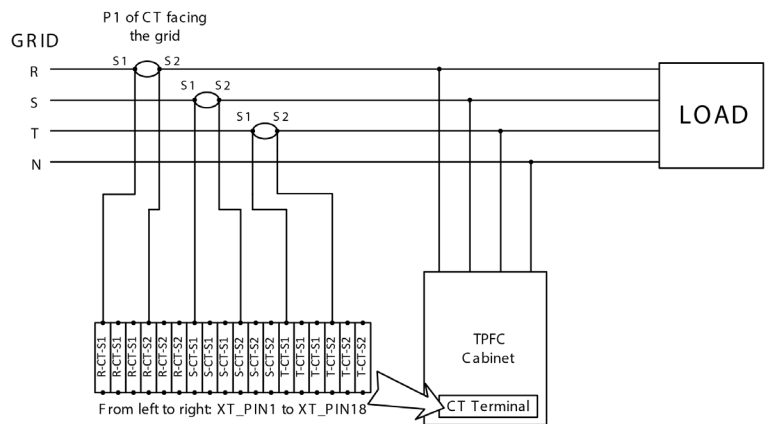 P1 of CT facing
the grid
GRID
S1 S2
R
S1 S2
S
S1 S2
T
N
LOAD
R-CT-S1
R-CT-S1
R-CT-S1
R-CT-S2
R-CT-S2
R-CT-S2
S-CT-S1
S-CT-S1
S-CT-S1
S-CT-S2
S-CT-S2
S-CT-S2
T-CT-S1
T-CT-S1
T-CT-S1
T-CT-S2
T-CT-S2
T-CT-S2
TPFC
Cabinet
CT Terminal
From left to right: XT_PIN1 to XT_PIN18